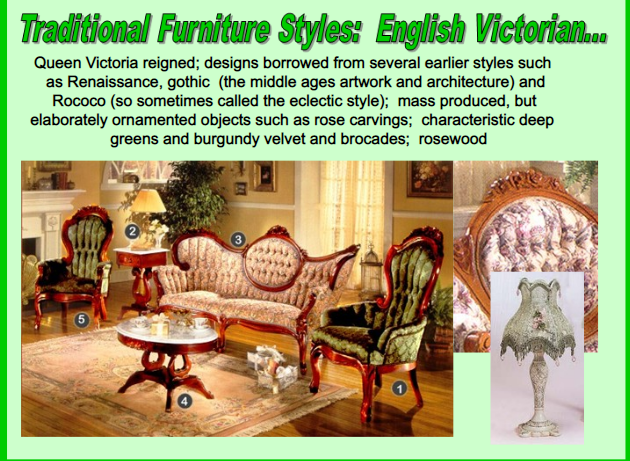 Traditional Furniture Styles:  English Victorian...
Queen Victoria reigned; designs borrowed from several earlier styles such
as Renaissance, gothic  (the middle ages artwork and architecture) and
Rococo (so sometimes called the eclectic style);  mass produced, but
elaborately ornamented objects such as rose carvings;  characteristic deep
greens and burgundy velvet and brocades;  rosewood
2
3
5
1
4